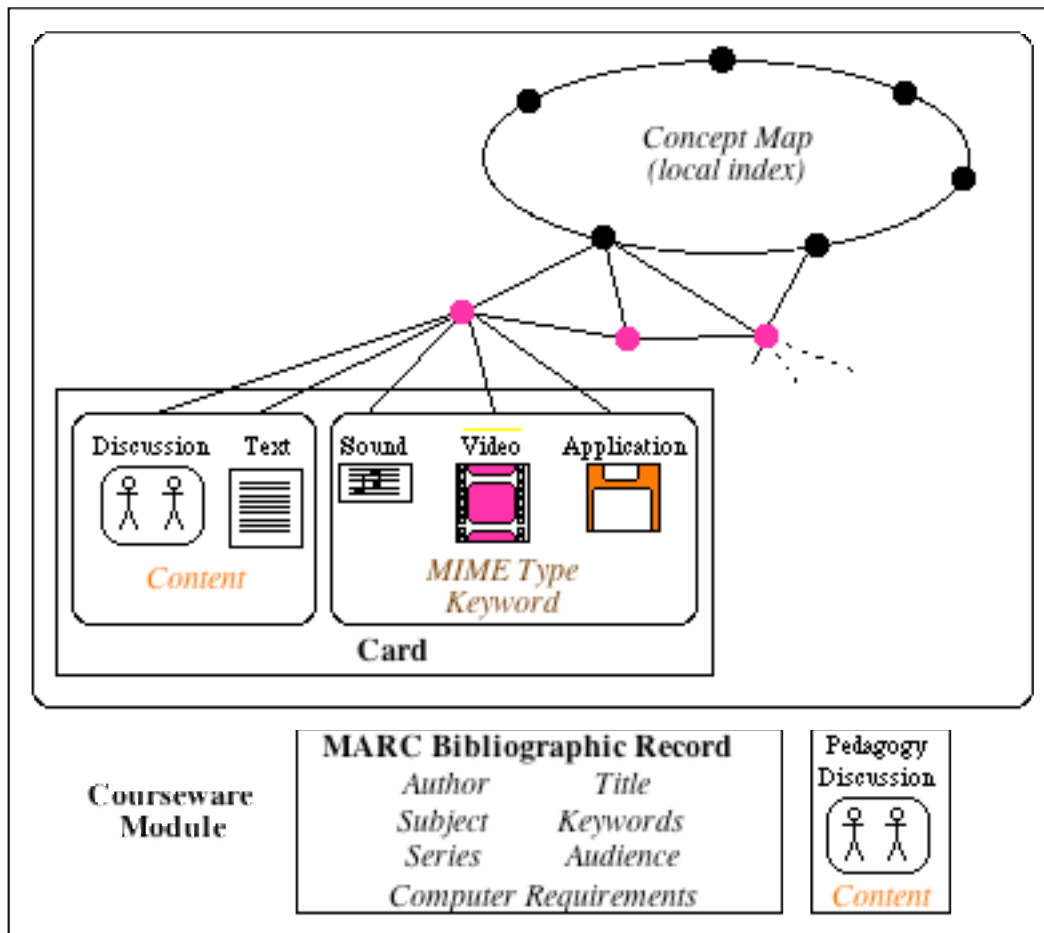 Concept Map
(local index)
Discussion
Text
Sound
Video
Application
Content
MIME Type
Keyword
Card
Courseware
Module
MARC Bibliographic Record
Author Title
Subject Keywords
Series Audience
Computer Requirements
Pedagogy
Discussion
Content